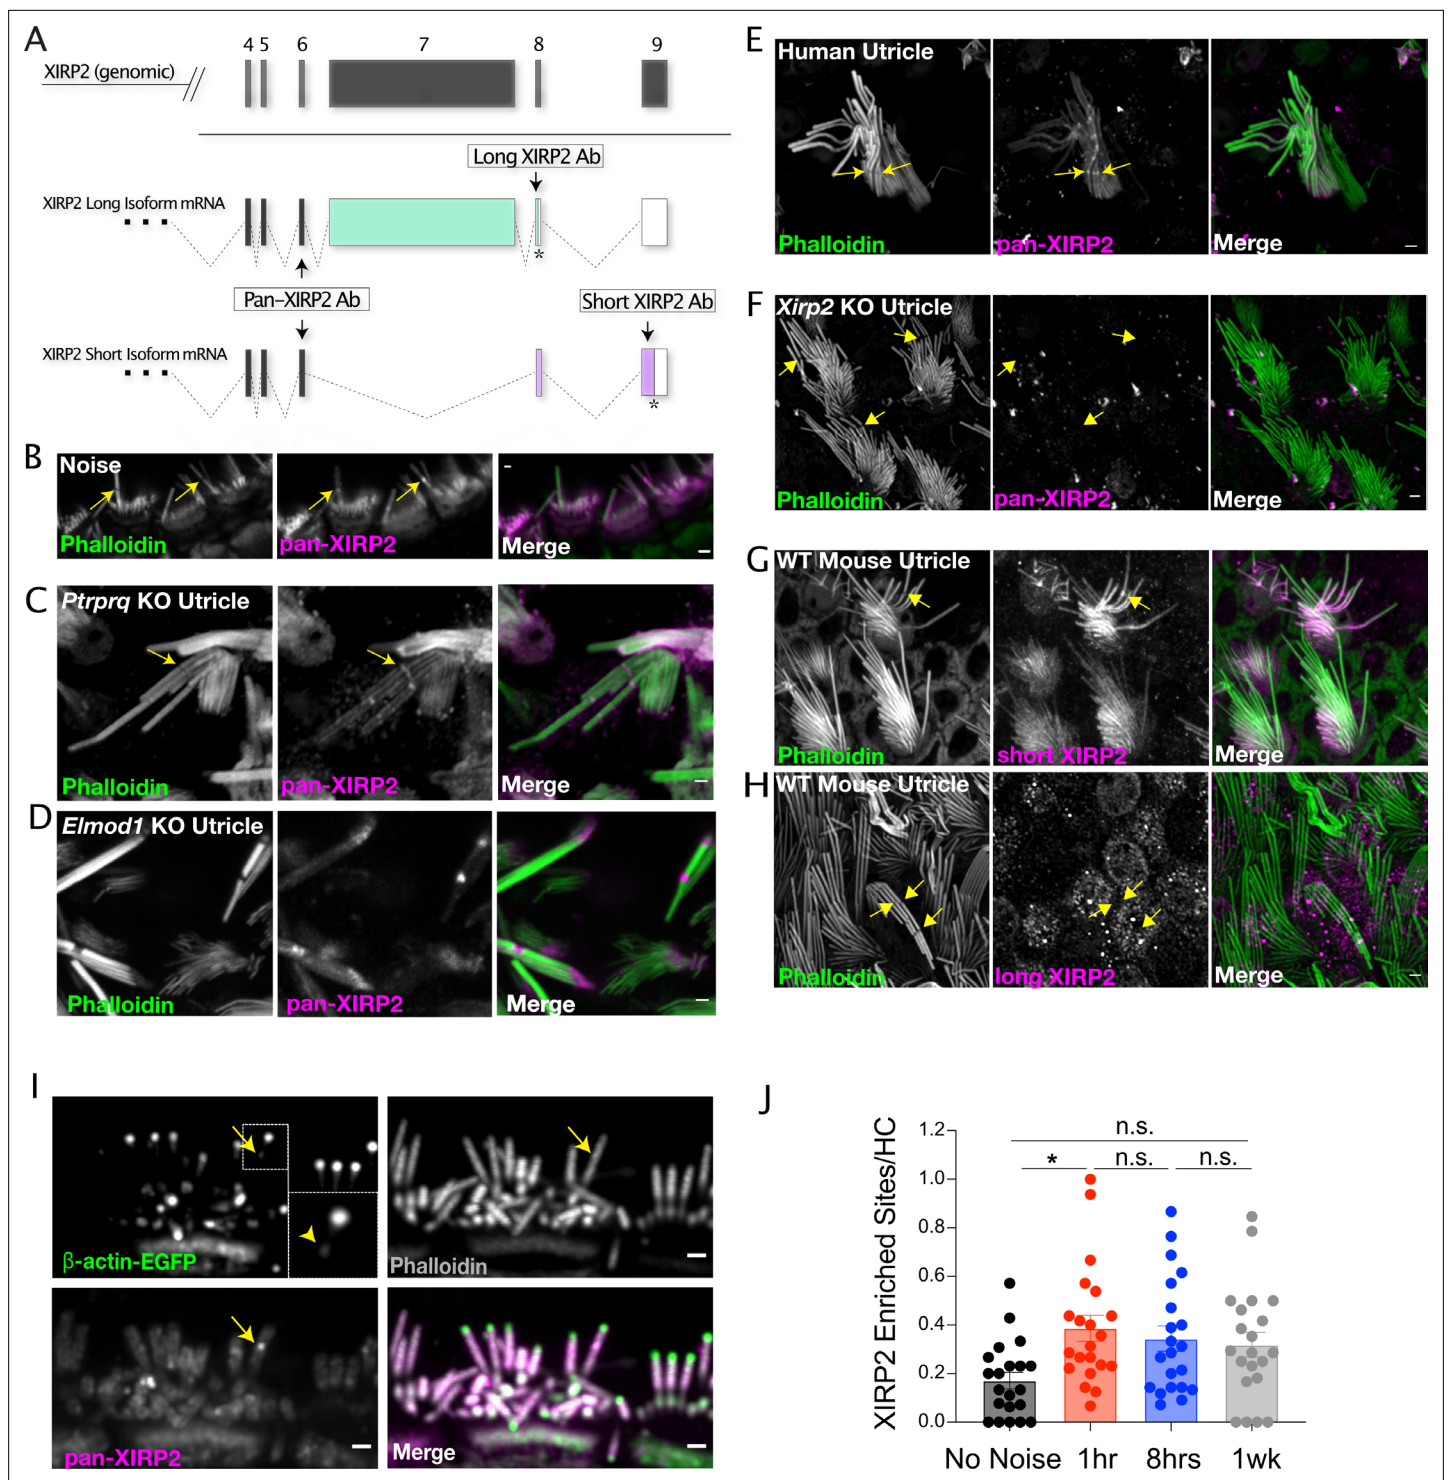 A
4 5 6 7 8 9
XIRP2 (genomic)
Long XIRP2 Ab
XIRP2 Long Isoform mRNA
*
Pan-XIRP2 Ab
Short XIRP2 Ab
XIRP2 Short Isoform mRNA
*
B
Noise
Phalloidin
pan-XIRP2
Merge
C
Ptprq KO Utricle
Phalloidin
pan-XIRP2
Merge
D
Elmod1 KO Utricle
Phalloidin
pan-XIRP2
Merge
E
Human Utricle
Phalloidin
pan-XIRP2
Merge
F
Xirp2 KO Utricle
Phalloidin
pan-XIRP2
Merge
G
WT Mouse Utricle
Phalloidin
short XIRP2
Merge
H
WT Mouse Utricle
Phalloidin
long XIRP2
Merge
I
β-actin-EGFP
Phalloidin
pan-XIRP2
Merge
J
XIRP2 Enriched Sites/HC
1.2
1.0
0.8
0.6
0.4
0.2
0.0
n.s.
* n.s. n.s.
No Noise 1hr 8hrs 1wk